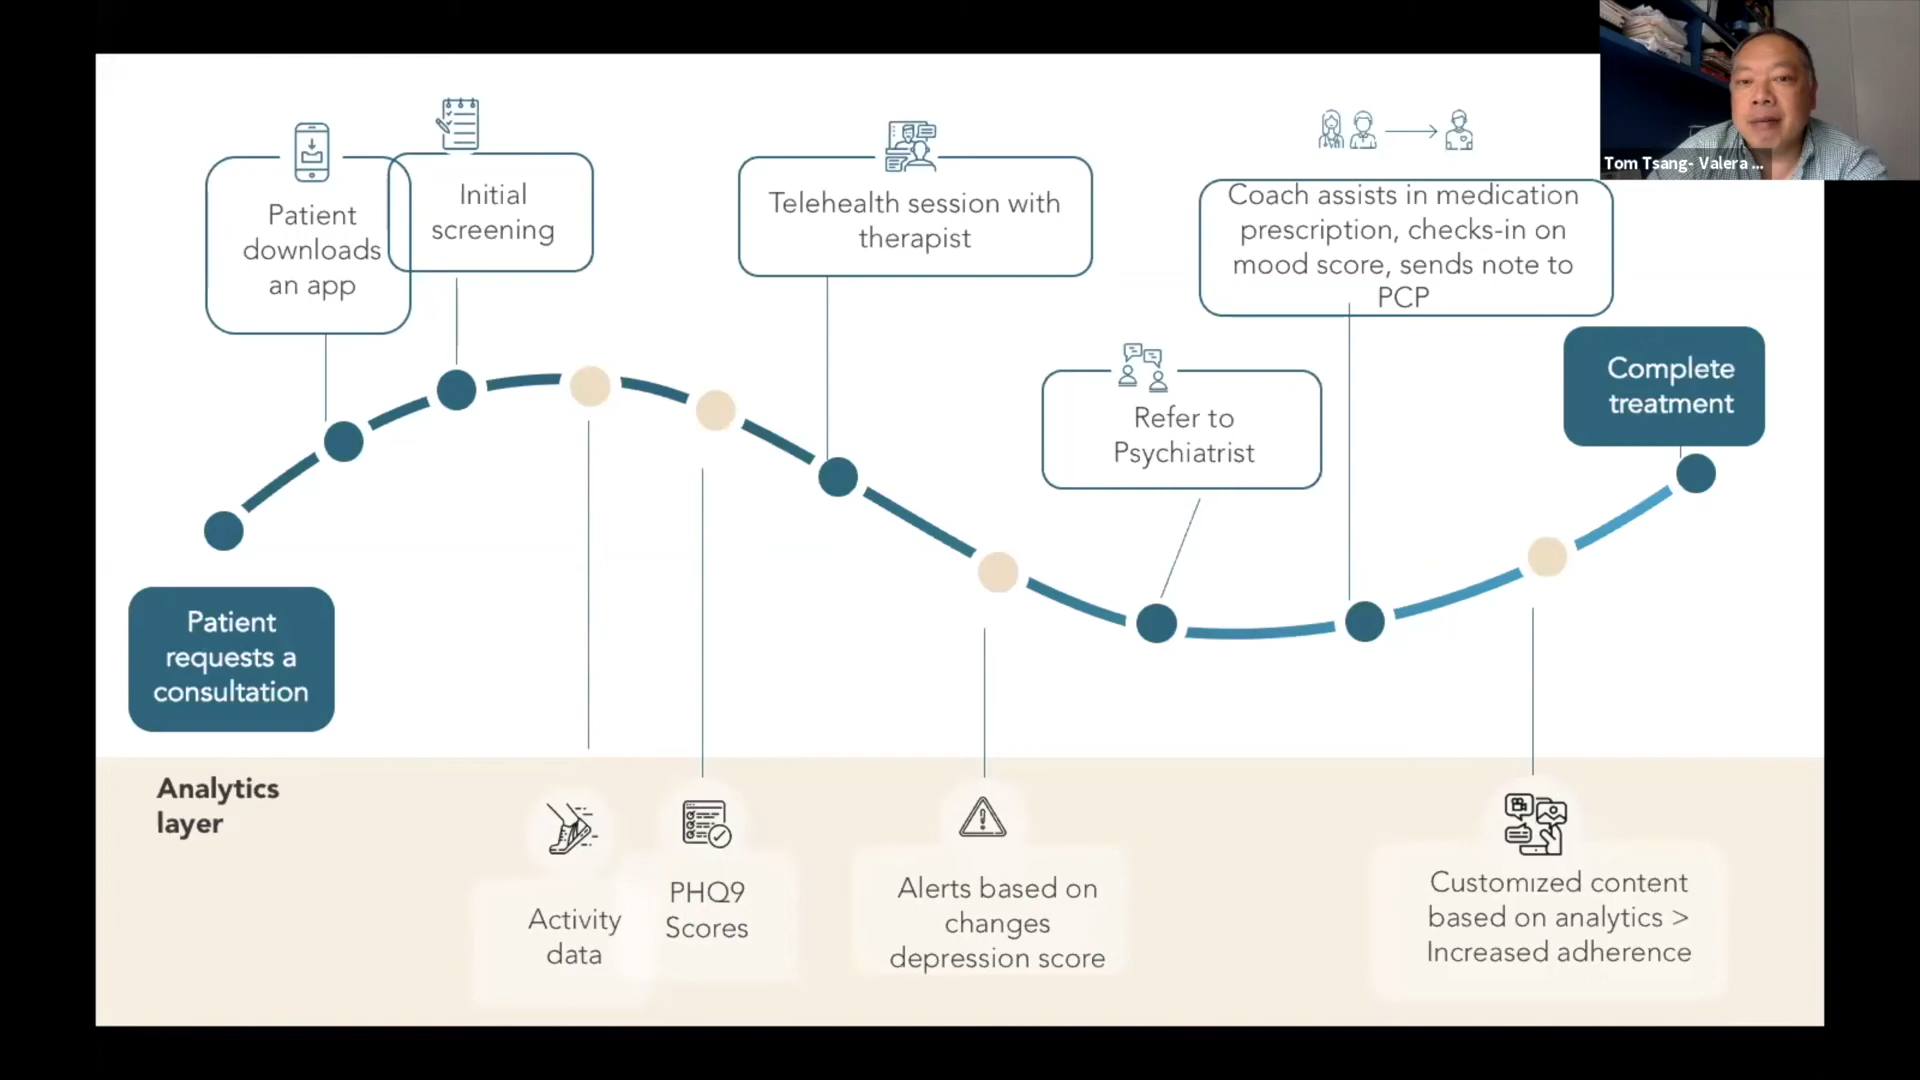 Tom Tsang- Valera ...
Patient
downloads
an app
Initial
screening
Telehealth session with
therapist
Coach assists in medication
prescription, checks-in on
mood score, sends note to
PCP
Refer to
Psychiatrist
Complete
treatment
Patient
requests a
consultation
Analytics
layer
Activity
data
PHQ9
Scores
Alerts based on
changes
depression score
Customized content
based on analytics >
Increased adherence